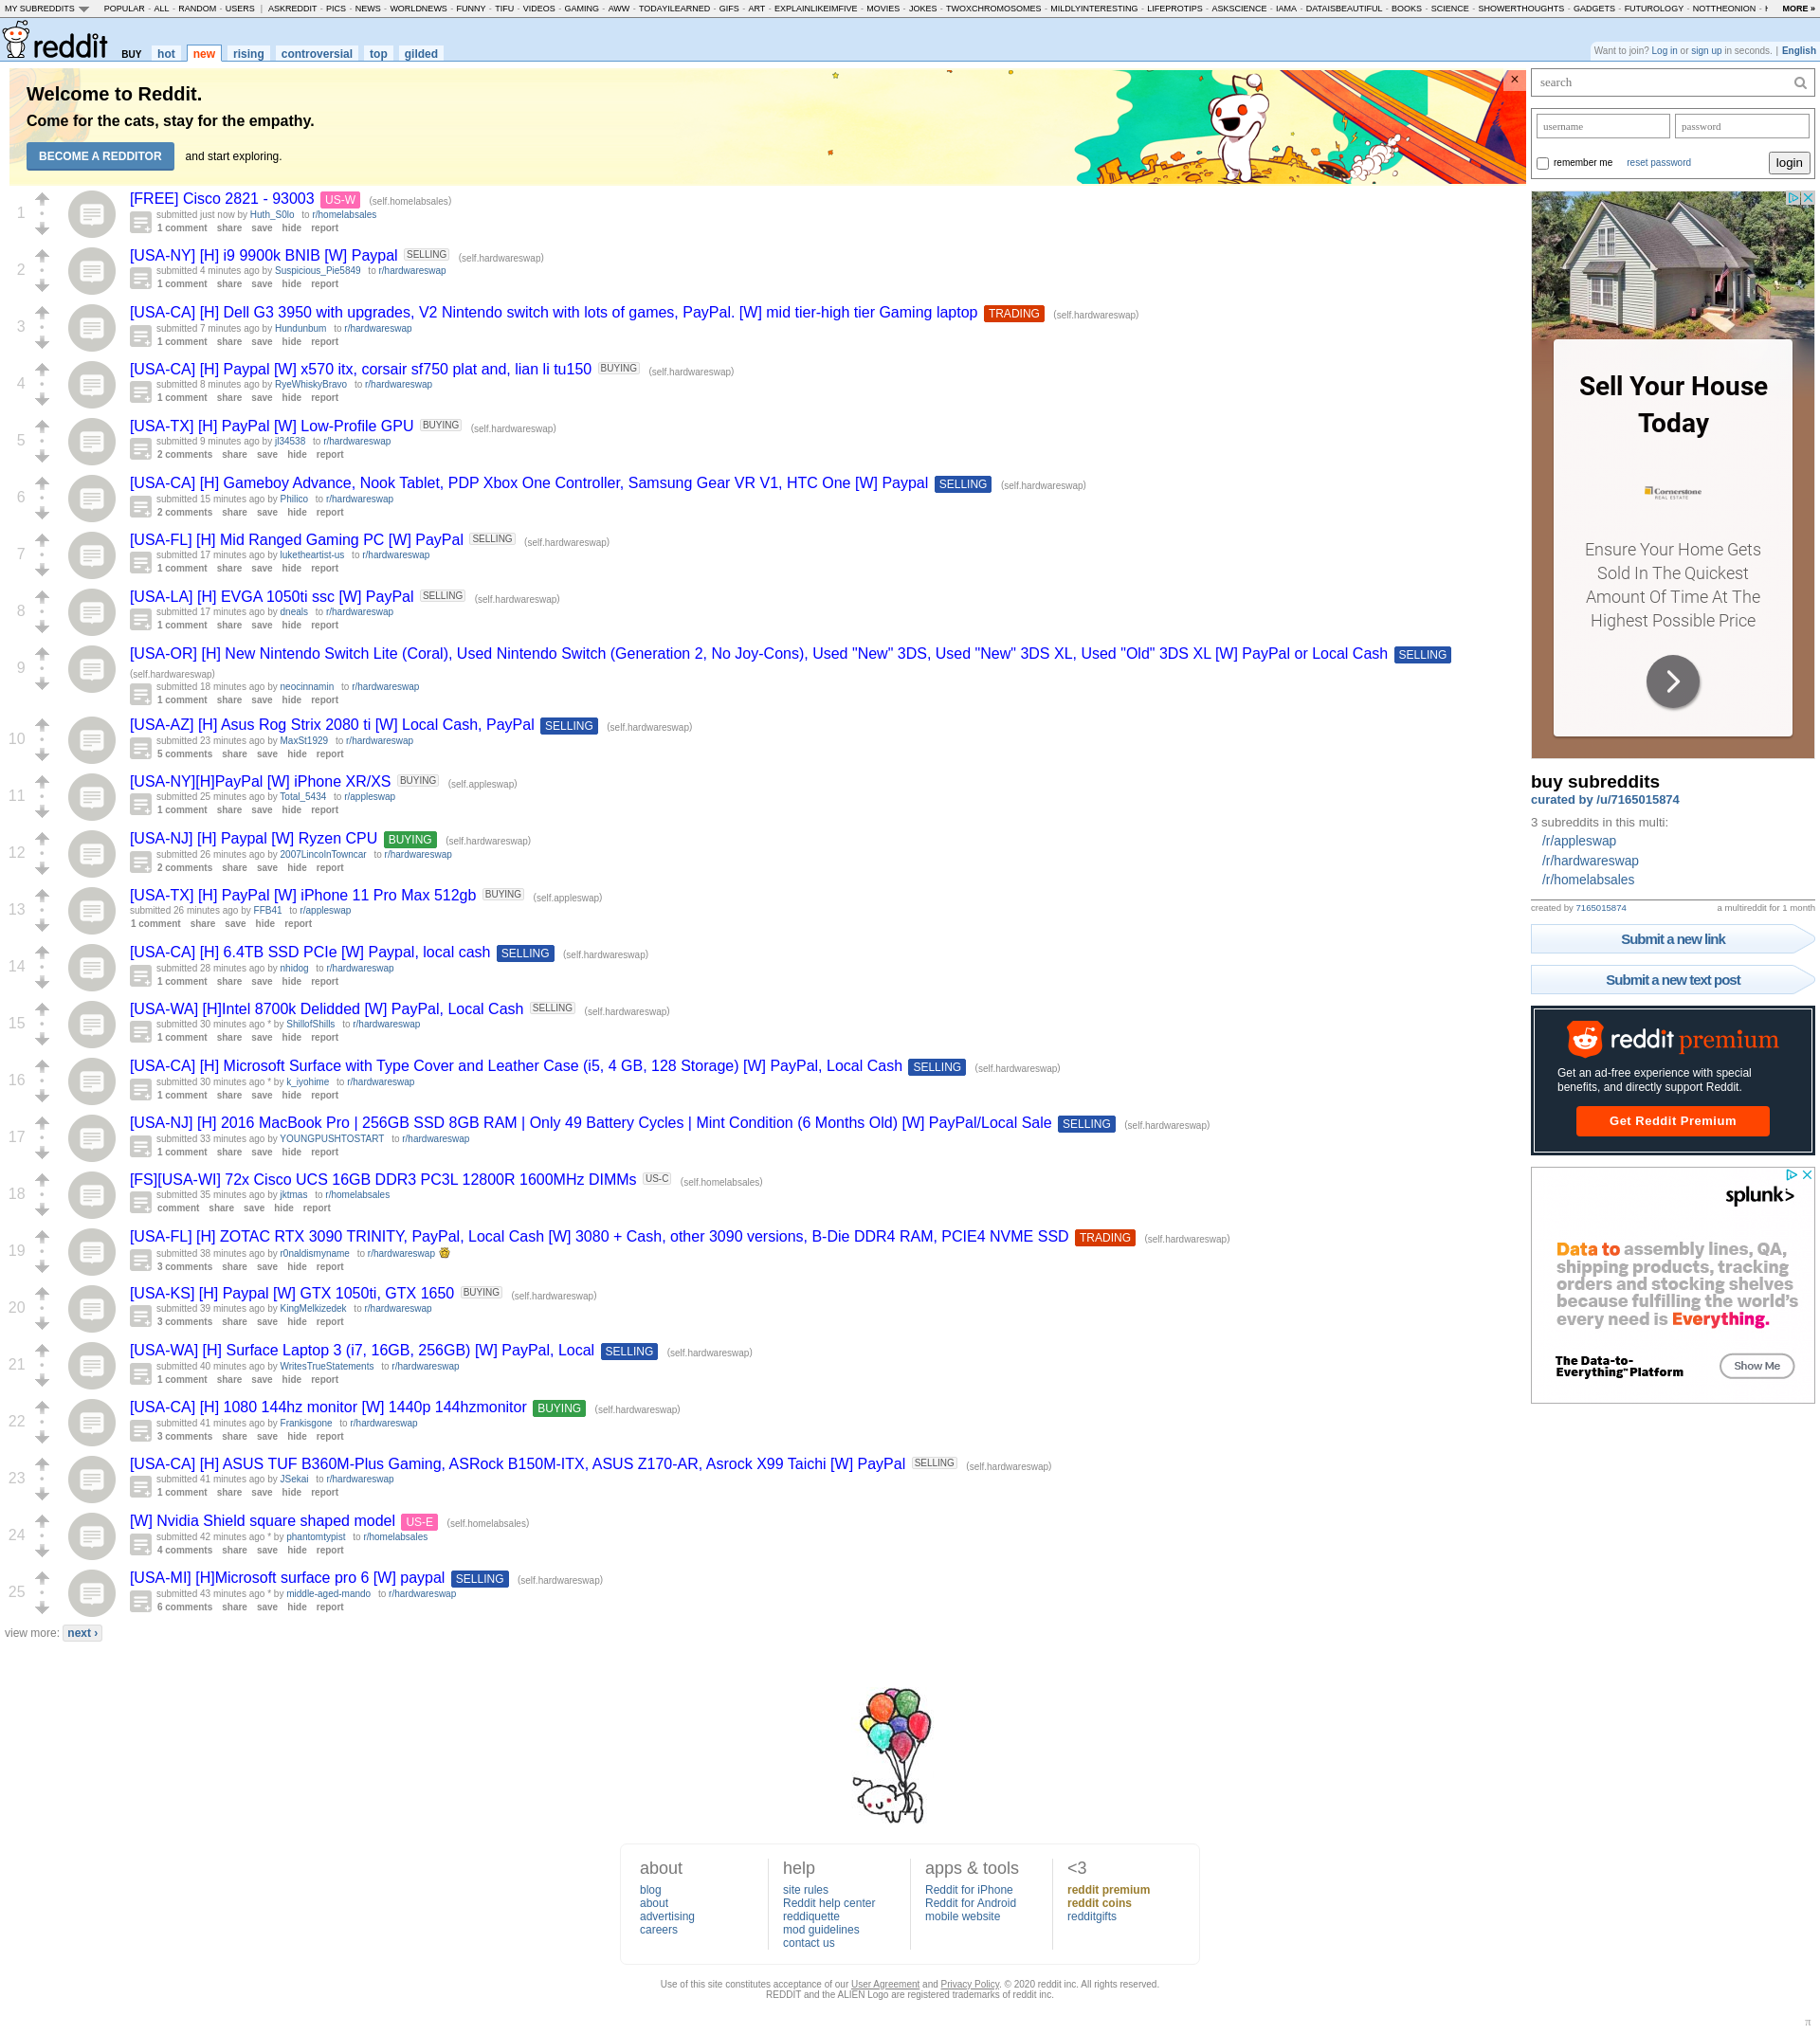 MY SUBREDDITS POPULAR - ALL - RANDOM - USERS | ASKREDDIT - PICS - NEWS - WORLDNEWS - FUNNY - TIFU - VIDEOS - GAMING - AWW - TODAYILEARNED - GIFS - ART - EXPLAINLIKEIMFIVE - MOVIES - JOKES - TWOXCHROMOSOMES - MILDLYINTERESTING - LIFEPROTIPS - ASKSCIENCE - IAMA - DATAISBEAUTIFUL - BOOKS - SCIENCE - SHOWERTHOUGHTS - GADGETS - FUTUROLOGY - NOTTHEONION - MORE »
reddit BUY hot new rising controversial top gilded
Want to join? Log in or sign up in seconds. | English
Welcome to Reddit.
Come for the cats, stay for the empathy.
BECOME A REDDITOR and start exploring.
×
1
[FREE] Cisco 2821 - 93003 US-W (self.homelabsales)
submitted just now by Huth_S0lo to r/homelabsales
1 comment share save hide report
2
[USA-NY] [H] i9 9900k BNIB [W] Paypal SELLING (self.hardwareswap)
submitted 4 minutes ago by Suspicious_Pie5849 to r/hardwareswap
1 comment share save hide report
3
[USA-CA] [H] Dell G3 3950 with upgrades, V2 Nintendo switch with lots of games, PayPal. [W] mid tier-high tier Gaming laptop TRADING (self.hardwareswap)
submitted 7 minutes ago by Hundunbum to r/hardwareswap
1 comment share save hide report
4
[USA-CA] [H] Paypal [W] x570 itx, corsair sf750 plat and, lian li tu150 BUYING (self.hardwareswap)
submitted 8 minutes ago by RyeWhiskyBravo to r/hardwareswap
1 comment share save hide report
5
[USA-TX] [H] PayPal [W] Low-Profile GPU BUYING (self.hardwareswap)
submitted 9 minutes ago by jl34538 to r/hardwareswap
2 comments share save hide report
6
[USA-CA] [H] Gameboy Advance, Nook Tablet, PDP Xbox One Controller, Samsung Gear VR V1, HTC One [W] Paypal SELLING (self.hardwareswap)
submitted 15 minutes ago by Philico to r/hardwareswap
2 comments share save hide report
7
[USA-FL] [H] Mid Ranged Gaming PC [W] PayPal SELLING (self.hardwareswap)
submitted 17 minutes ago by luketheartist-us to r/hardwareswap
1 comment share save hide report
8
[USA-LA] [H] EVGA 1050ti ssc [W] PayPal SELLING (self.hardwareswap)
submitted 17 minutes ago by dneals to r/hardwareswap
1 comment share save hide report
9
[USA-OR] [H] New Nintendo Switch Lite (Coral), Used Nintendo Switch (Generation 2, No Joy-Cons), Used "New" 3DS, Used "New" 3DS XL, Used "Old" 3DS XL [W] PayPal or Local Cash SELLING
(self.hardwareswap)
submitted 18 minutes ago by neocinnamin to r/hardwareswap
1 comment share save hide report
10
[USA-AZ] [H] Asus Rog Strix 2080 ti [W] Local Cash, PayPal SELLING (self.hardwareswap)
submitted 23 minutes ago by MaxSt1929 to r/hardwareswap
5 comments share save hide report
11
[USA-NY][H]PayPal [W] iPhone XR/XS BUYING (self.appleswap)
submitted 25 minutes ago by Total_5434 to r/appleswap
1 comment share save hide report
12
[USA-NJ] [H] Paypal [W] Ryzen CPU BUYING (self.hardwareswap)
submitted 26 minutes ago by 2007LincolnTowncar to r/hardwareswap
2 comments share save hide report
13
[USA-TX] [H] PayPal [W] iPhone 11 Pro Max 512gb BUYING (self.appleswap)
submitted 26 minutes ago by FFB41 to r/appleswap
1 comment share save hide report
14
[USA-CA] [H] 6.4TB SSD PCIe [W] Paypal, local cash SELLING (self.hardwareswap)
submitted 28 minutes ago by nhidog to r/hardwareswap
1 comment share save hide report
15
[USA-WA] [H]Intel 8700k Delidded [W] PayPal, Local Cash SELLING (self.hardwareswap)
submitted 30 minutes ago * by ShillofShills to r/hardwareswap
1 comment share save hide report
16
[USA-CA] [H] Microsoft Surface with Type Cover and Leather Case (i5, 4 GB, 128 Storage) [W] PayPal, Local Cash SELLING (self.hardwareswap)
submitted 30 minutes ago * by k_iyohime to r/hardwareswap
1 comment share save hide report
17
[USA-NJ] [H] 2016 MacBook Pro | 256GB SSD 8GB RAM | Only 49 Battery Cycles | Mint Condition (6 Months Old) [W] PayPal/Local Sale SELLING (self.hardwareswap)
submitted 33 minutes ago by YOUNGPUSHTOSTART to r/hardwareswap
1 comment share save hide report
18
[FS][USA-WI] 72x Cisco UCS 16GB DDR3 PC3L 12800R 1600MHz DIMMs US-C (self.homelabsales)
submitted 35 minutes ago by jktmas to r/homelabsales
comment share save hide report
19
[USA-FL] [H] ZOTAC RTX 3090 TRINITY, PayPal, Local Cash [W] 3080 + Cash, other 3090 versions, B-Die DDR4 RAM, PCIE4 NVME SSD TRADING (self.hardwareswap)
submitted 38 minutes ago by r0naldismyname to r/hardwareswap
3 comments share save hide report
20
[USA-KS] [H] Paypal [W] GTX 1050ti, GTX 1650 BUYING (self.hardwareswap)
submitted 39 minutes ago by KingMelkizedek to r/hardwareswap
3 comments share save hide report
21
[USA-WA] [H] Surface Laptop 3 (i7, 16GB, 256GB) [W] PayPal, Local SELLING (self.hardwareswap)
submitted 40 minutes ago by WritesTrueStatements to r/hardwareswap
1 comment share save hide report
22
[USA-CA] [H] 1080 144hz monitor [W] 1440p 144hzmonitor BUYING (self.hardwareswap)
submitted 41 minutes ago by Frankisgone to r/hardwareswap
3 comments share save hide report
23
[USA-CA] [H] ASUS TUF B360M-Plus Gaming, ASRock B150M-ITX, ASUS Z170-AR, Asrock X99 Taichi [W] PayPal SELLING (self.hardwareswap)
submitted 41 minutes ago by JSekai to r/hardwareswap
1 comment share save hide report
24
[W] Nvidia Shield square shaped model US-E (self.homelabsales)
submitted 42 minutes ago * by phantomtypist to r/homelabsales
4 comments share save hide report
25
[USA-MI] [H]Microsoft surface pro 6 [W] paypal SELLING (self.hardwareswap)
submitted 43 minutes ago * by middle-aged-mando to r/hardwareswap
6 comments share save hide report
view more: next ›
search
username password
remember me reset password login
Sell Your House
Today
Cornerstone
REAL ESTATE
Ensure Your Home Gets
Sold In The Quickest
Amount Of Time At The
Highest Possible Price
buy subreddits
curated by /u/7165015874
3 subreddits in this multi:
/r/appleswap
/r/hardwareswap
/r/homelabsales
created by 7165015874 a multireddit for 1 month
Submit a new link
Submit a new text post
reddit premium
Get an ad-free experience with special
benefits, and directly support Reddit.
Get Reddit Premium
splunk>
Data to assembly lines, QA,
shipping products, tracking
orders and stocking shelves
because fulfilling the world's
every need is Everything.
The Data-to-
Everything™ Platform
Show Me
about
blog
about
advertising
careers
help
site rules
Reddit help center
reddiquette
mod guidelines
contact us
apps & tools
Reddit for iPhone
Reddit for Android
mobile website
<3
reddit premium
reddit coins
redditgifts
Use of this site constitutes acceptance of our User Agreement and Privacy Policy. © 2020 reddit inc. All rights reserved.
REDDIT and the ALIEN Logo are registered trademarks of reddit inc.
π